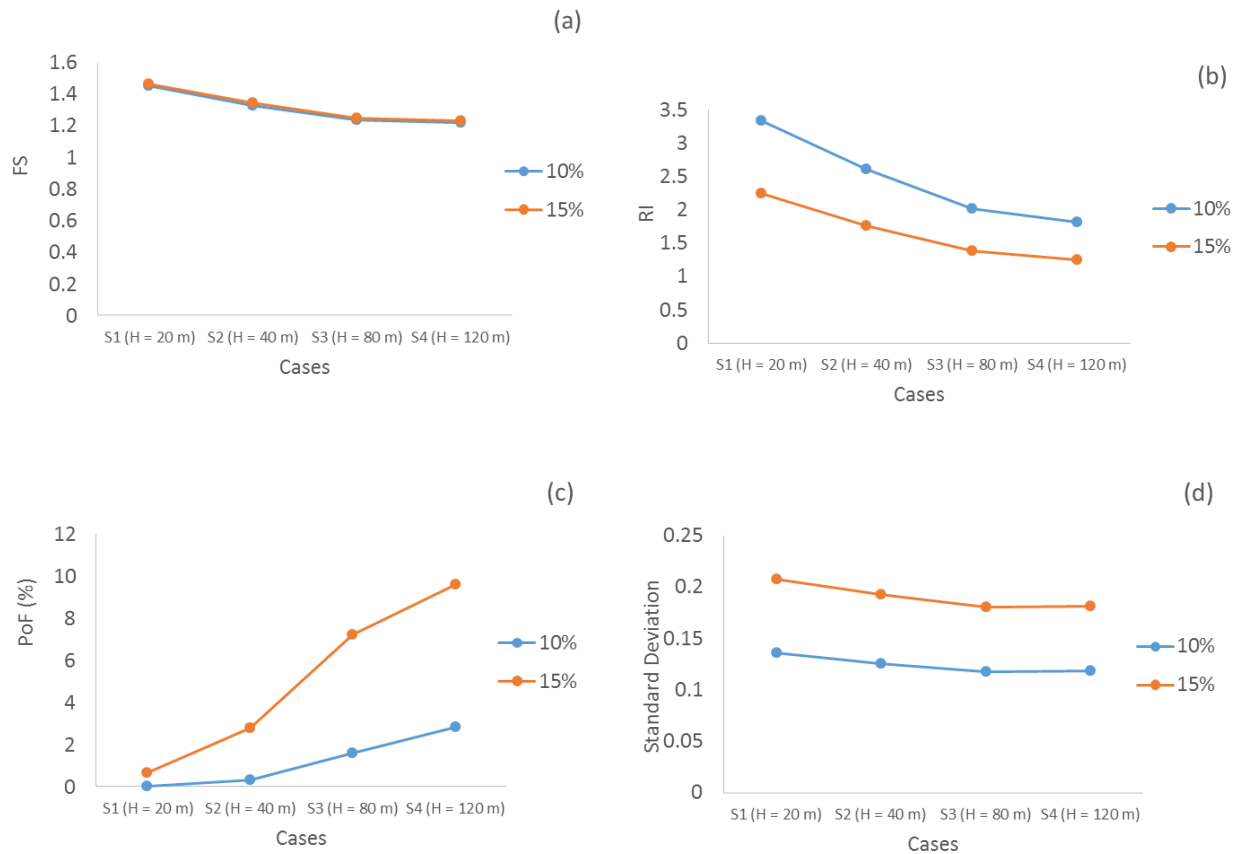 (a)
1.6
1.4
1.2
1
0.8
0.6
0.4
0.2
0
FS
S1 (H = 20 m) S2 (H = 40 m) S3 (H = 80 m) S4 (H = 120 m)
Cases
10%
15%
(b)
3.5
3
2.5
2
1.5
1
0.5
0
RI
S1 (H = 20 m) S2 (H = 40 m) S3 (H = 80 m) S4 (H = 120 m)
Cases
10%
15%
(c)
12
10
8
6
4
2
0
PoF (%)
S1 (H = 20 m) S2 (H = 40 m) S3 (H = 80 m) S4 (H = 120 m)
Cases
10%
15%
(d)
0.25
0.2
0.15
0.1
0.05
0
Standard Deviation
S1 (H = 20 m) S2 (H = 40 m) S3 (H = 80 m) S4 (H = 120 m)
Cases
10%
15%